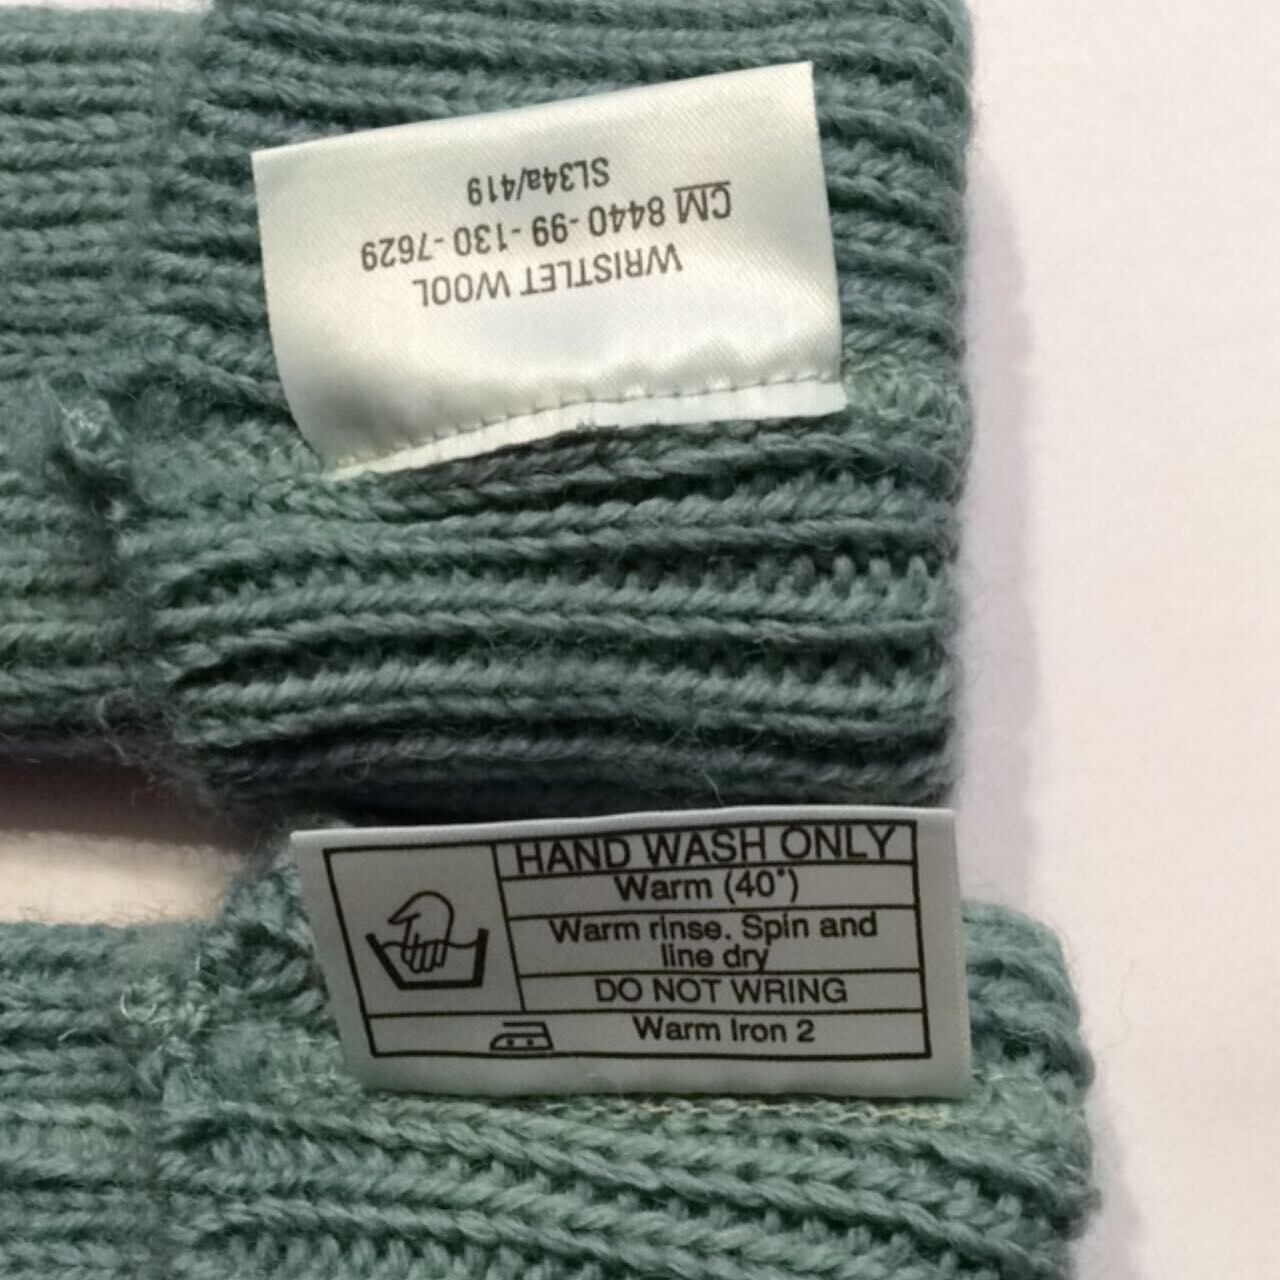 WRISTLET WOOL
CM 8440-99-130-7629
SL34a/419
HAND WASH ONLY
Warm (40°)
Warm rinse. Spin and
line dry
DO NOT WRING
Warm Iron 2